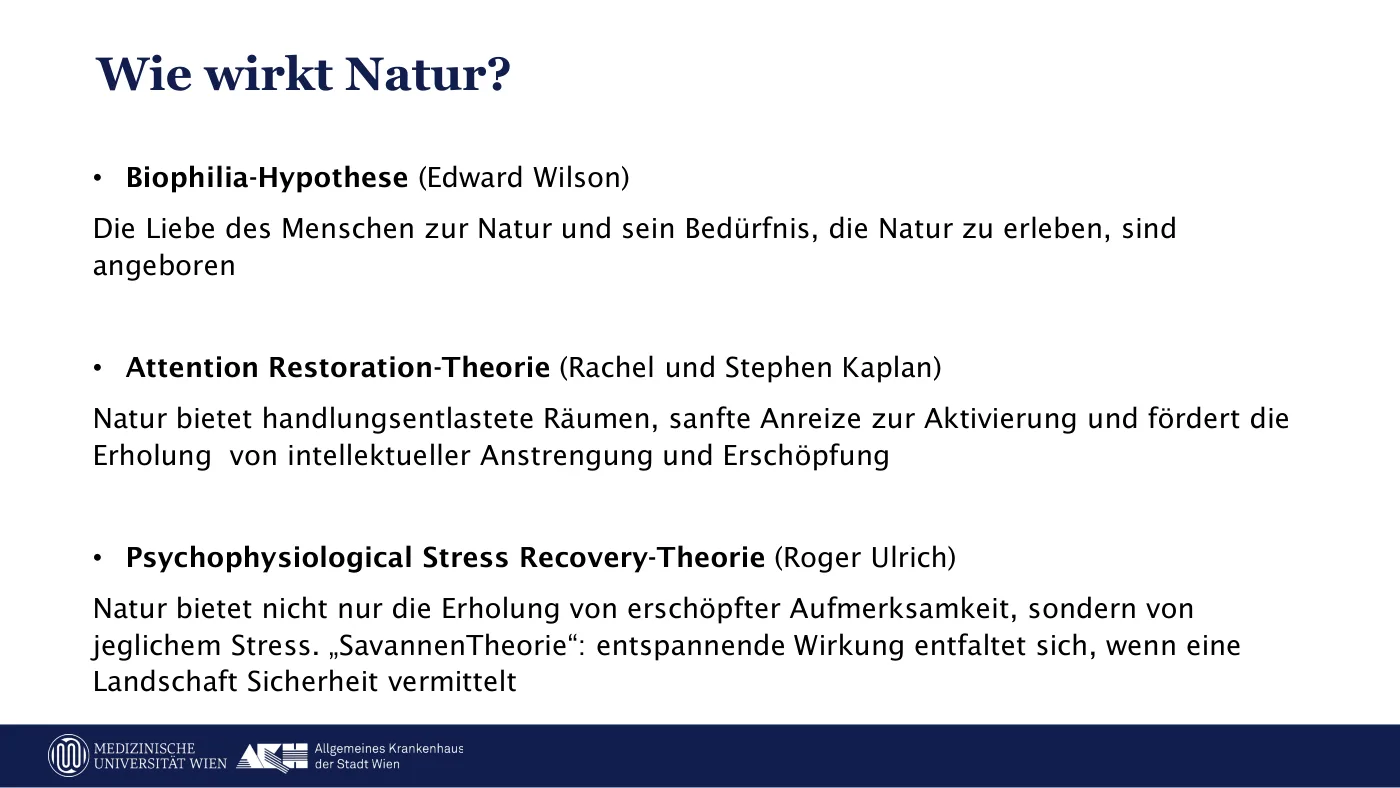 Wie wirkt Natur?
• Biophilia-Hypothese (Edward Wilson)
Die Liebe des Menschen zur Natur und sein Bedürfnis, die Natur zu erleben, sind
angeboren
• Attention Restoration-Theorie (Rachel und Stephen Kaplan)
Natur bietet handlungsentlastete Räumen, sanfte Anreize zur Aktivierung und fördert die
Erholung  von intellektueller Anstrengung und Erschöpfung
• Psychophysiological Stress Recovery-Theorie (Roger Ulrich)
Natur bietet nicht nur die Erholung von erschöpfter Aufmerksamkeit, sondern von
jeglichem Stress. „SavannenTheorie“: entspannende Wirkung entfaltet sich, wenn eine
Landschaft Sicherheit vermittelt
MEDIZINISCHE
UNIVERSITÄT WIEN
AKH
Allgemeines Krankenhaus
der Stadt Wien